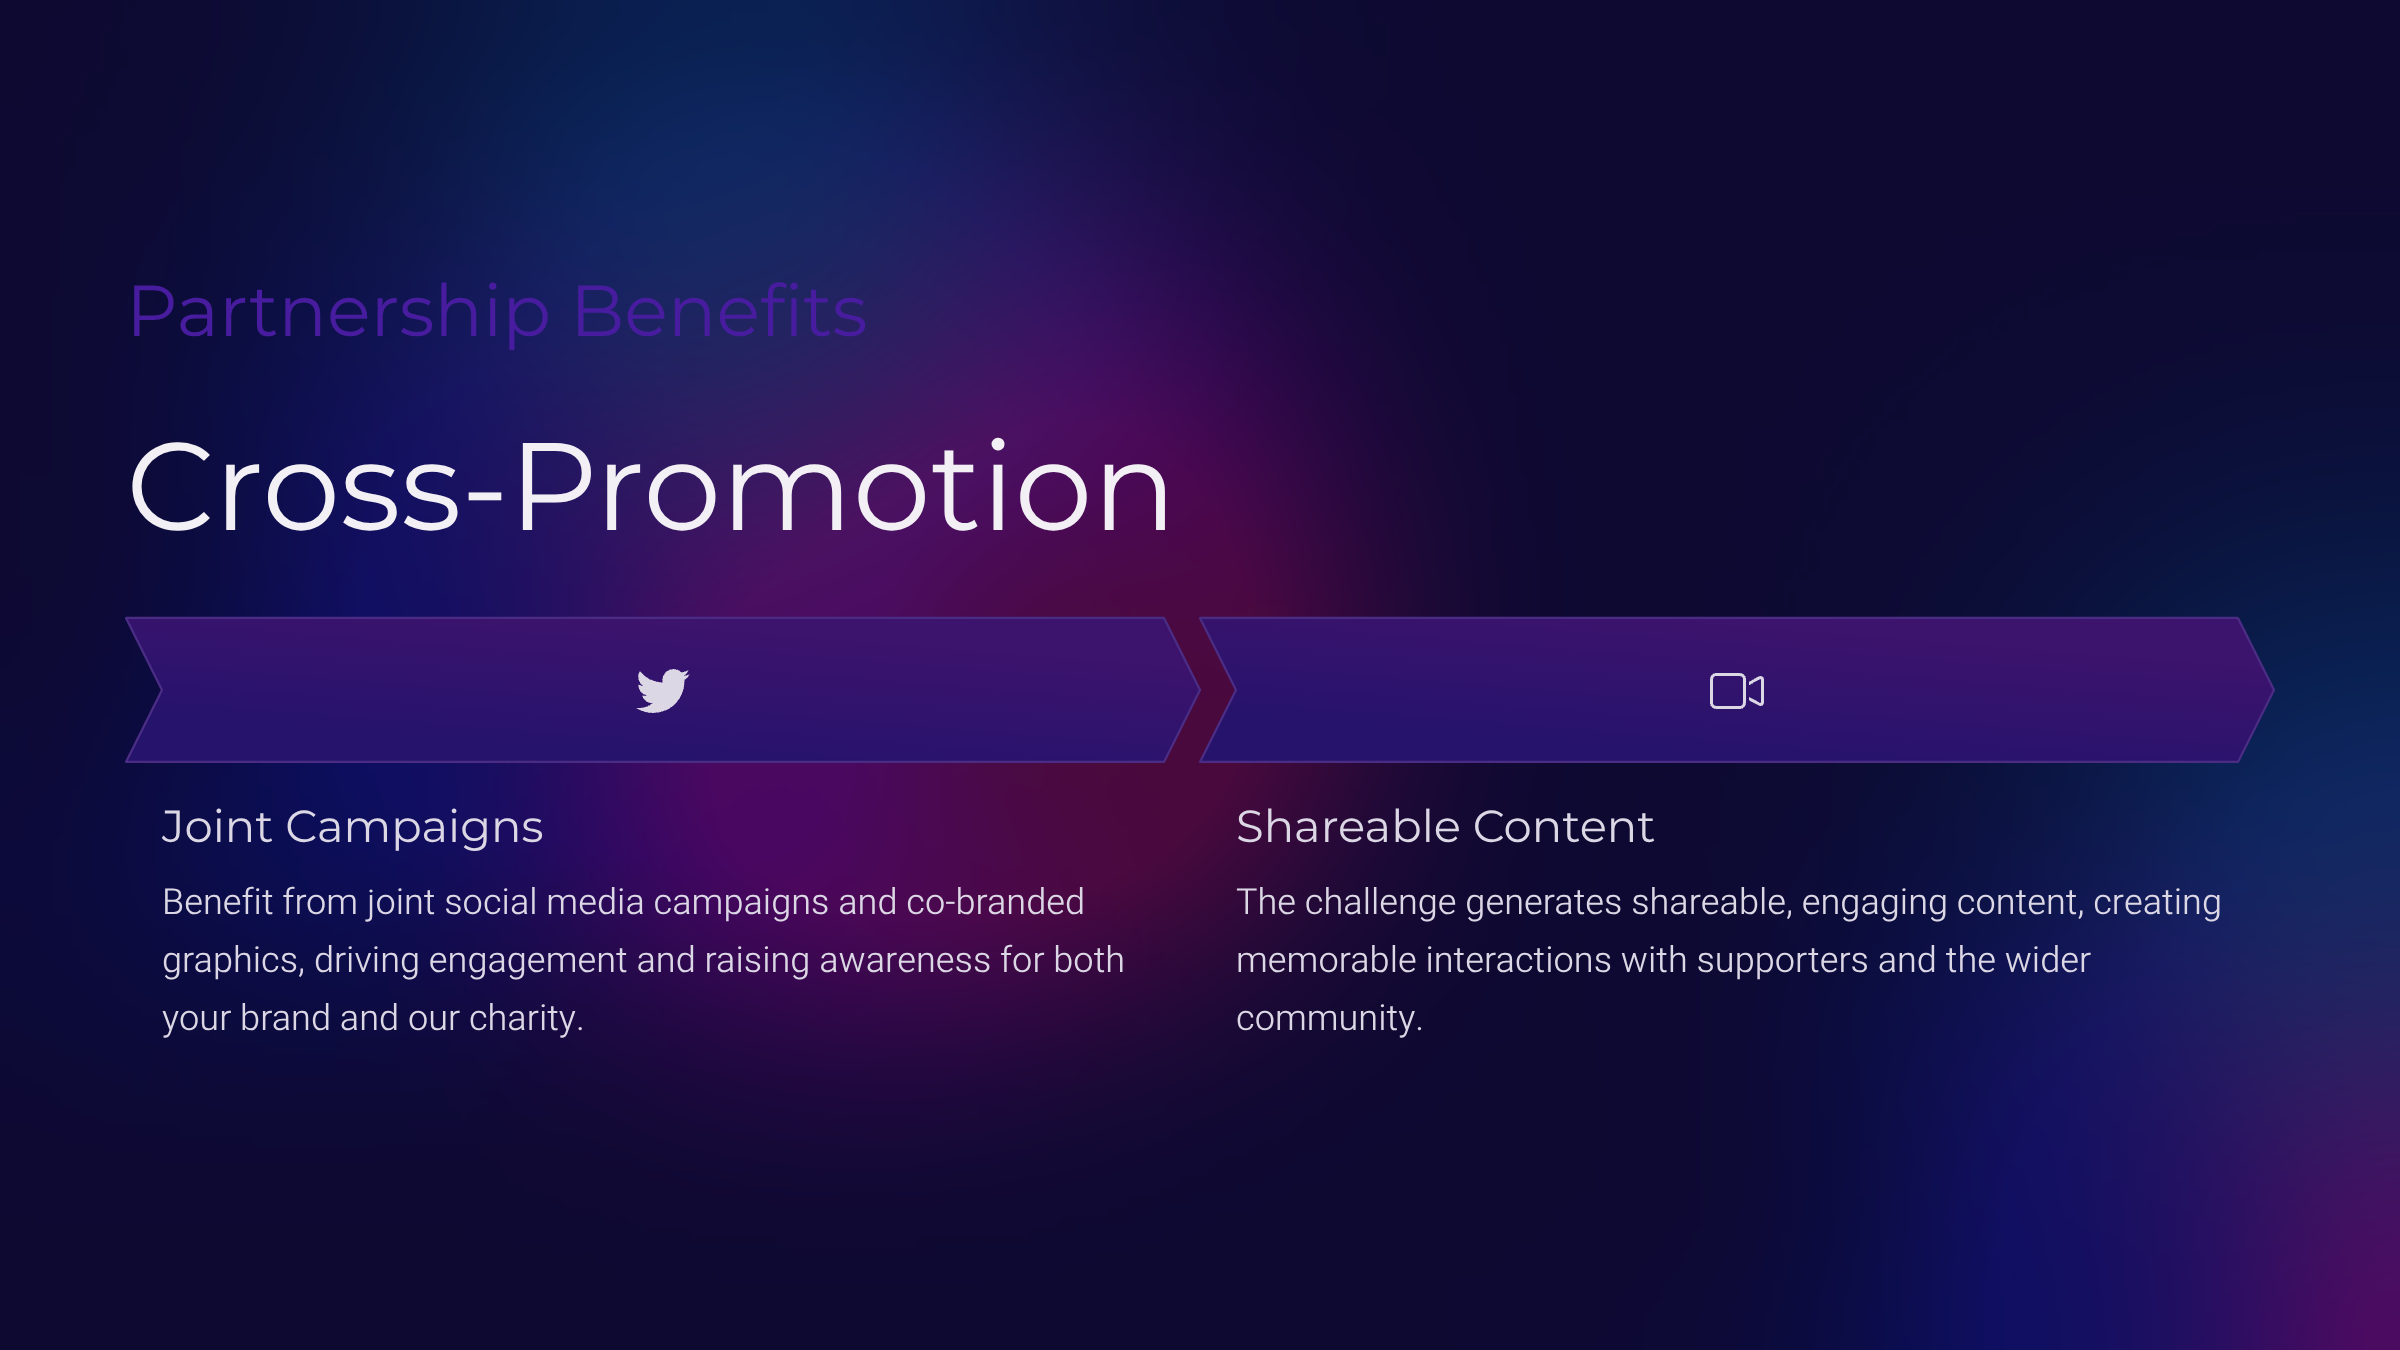 Partnership Benefits
Cross-Promotion
Joint Campaigns
Benefit from joint social media campaigns and co-branded
graphics, driving engagement and raising awareness for both
your brand and our charity.
Shareable Content
The challenge generates shareable, engaging content, creating
memorable interactions with supporters and the wider
community.